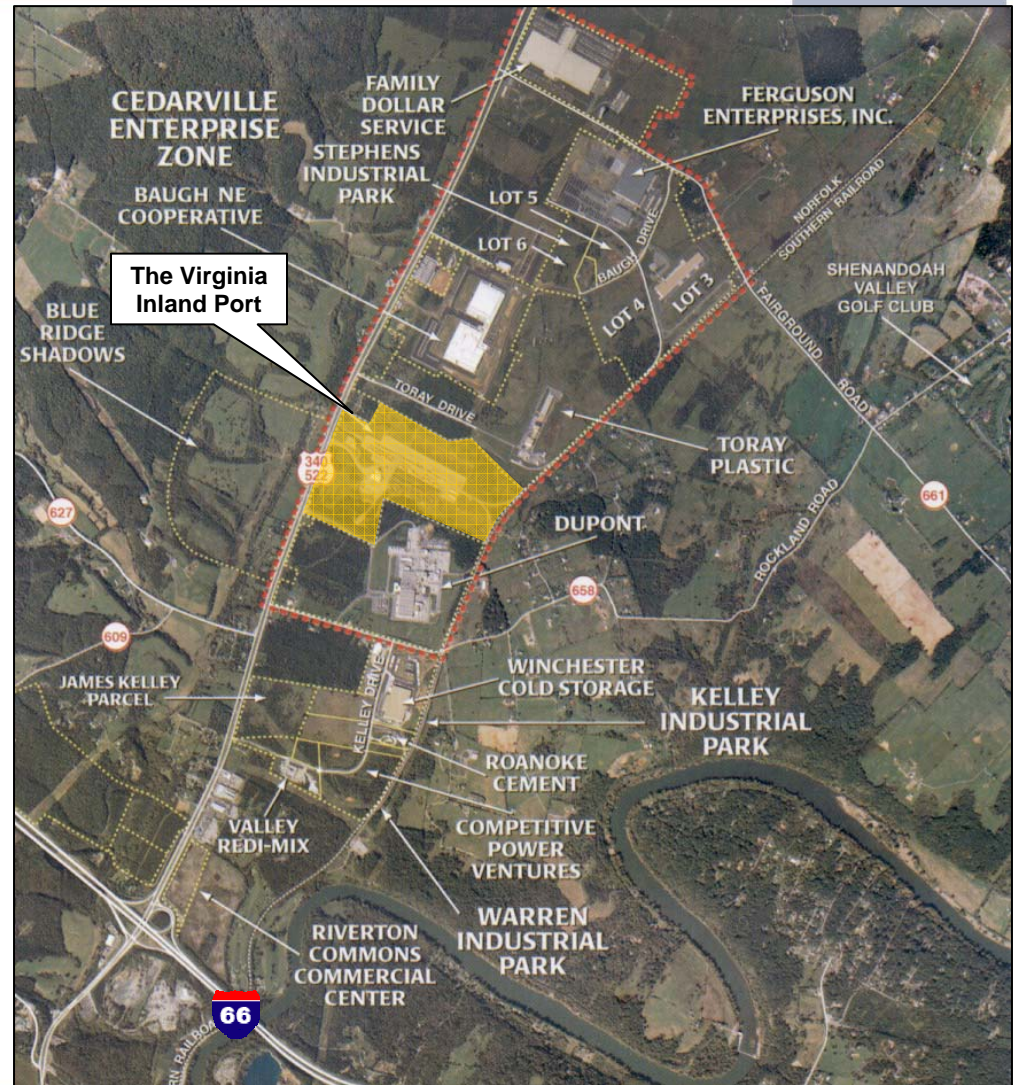 FAMILY
DOLLAR
SERVICE
FERGUSON
ENTERPRISES, INC.
CEDARVILLE
ENTERPRISE
ZONE
STEPHENS
INDUSTRIAL
PARK
BAUGH NE
COOPERATIVE
LOT 5
LOT 6
BAUGH DRIVE
LOT 4
LOT 3
NORFOLK
SOUTHERN RAILROAD
SHENANDOAH
VALLEY
GOLF CLUB
The Virginia
Inland Port
BLUE
RIDGE
SHADOWS
FAIRGROUND ROAD
TORAY DRIVE
TORAY
PLASTIC
340
522
627
661
DUPONT
ROCKLAND ROAD
658
609
JAMES KELLEY
PARCEL
KELLEY DRIVE
WINCHESTER
COLD STORAGE
KELLEY
INDUSTRIAL
PARK
ROANOKE
CEMENT
VALLEY
REDI-MIX
COMPETITIVE
POWER
VENTURES
WARREN
INDUSTRIAL
PARK
RIVERTON
COMMONS
COMMERCIAL
CENTER
66
RN RAILROA